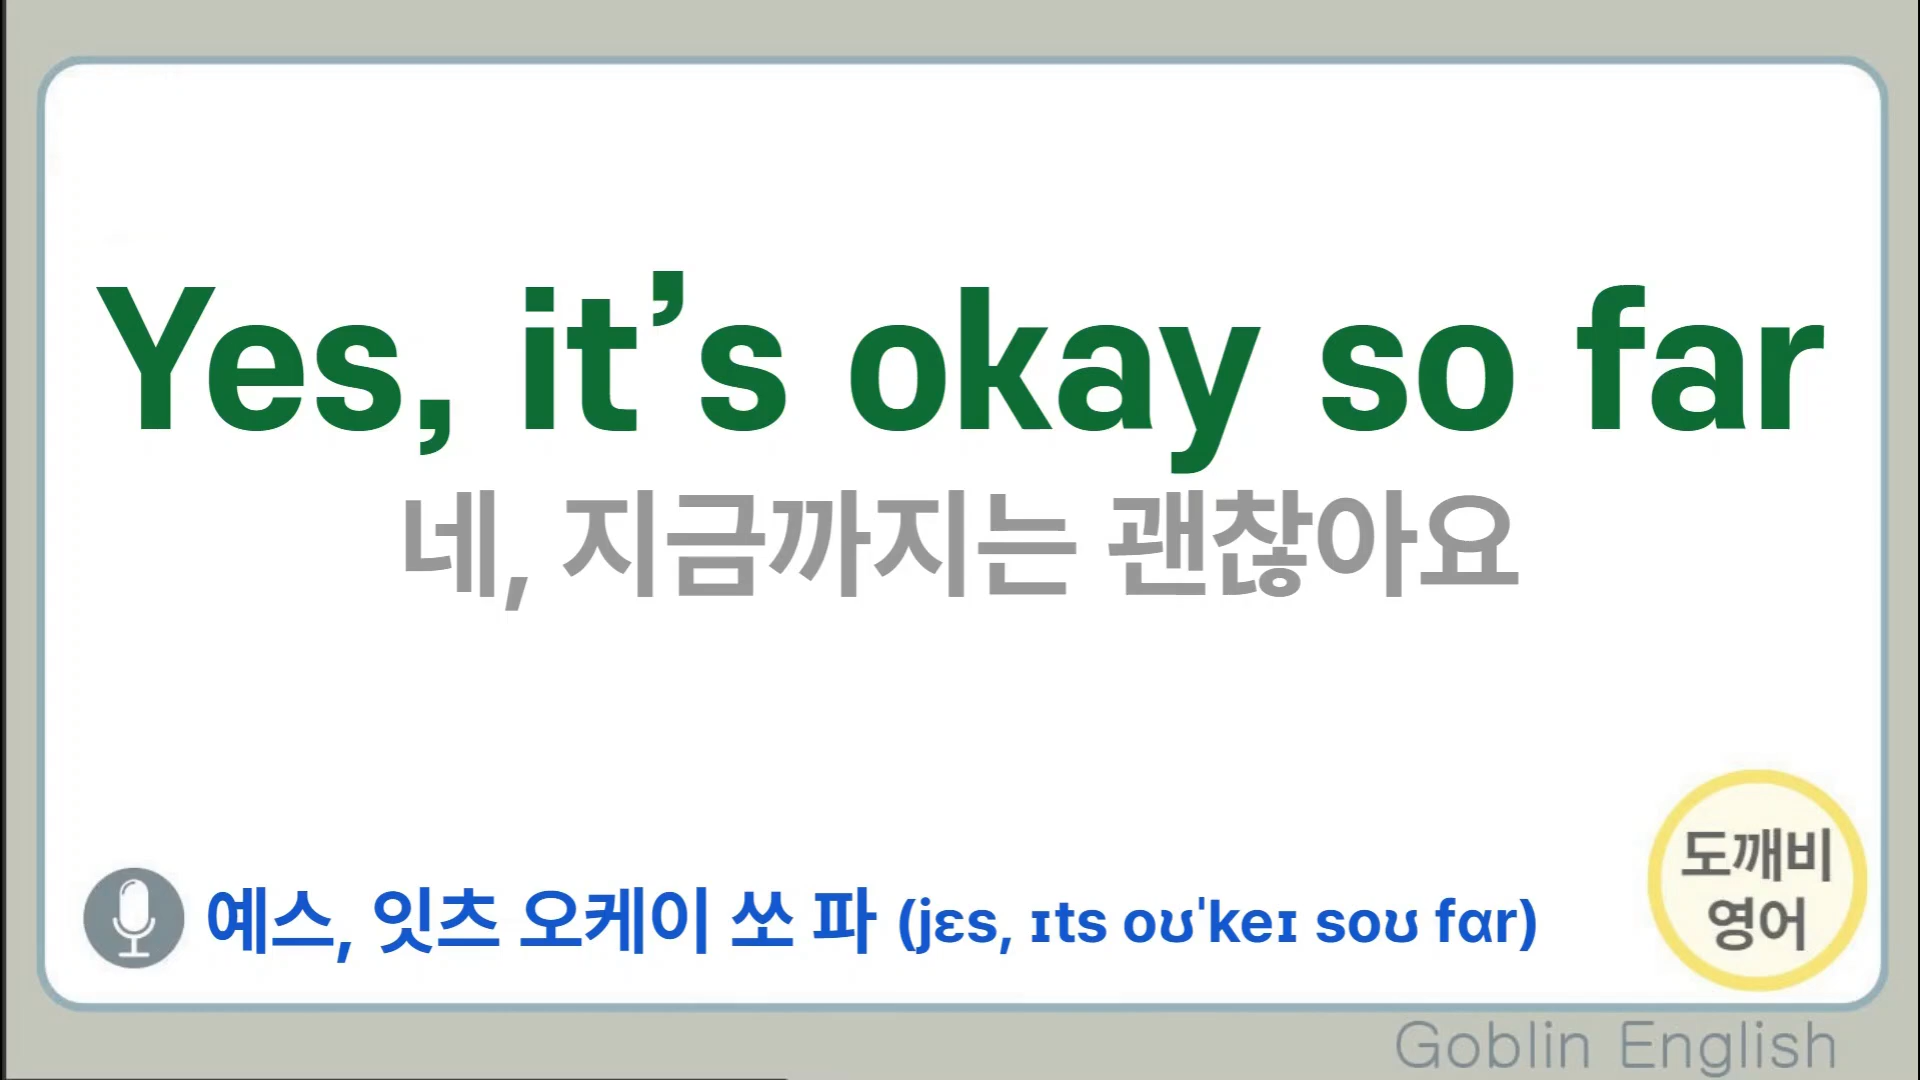 Yes, it’s okay so far
네, 지금까지는 괜찮아요
예스, 잇츠 오케이 쏘 파 (jɛs, ɪts oʊˈkeɪ soʊ fɑr)
도깨비
영어
Goblin English